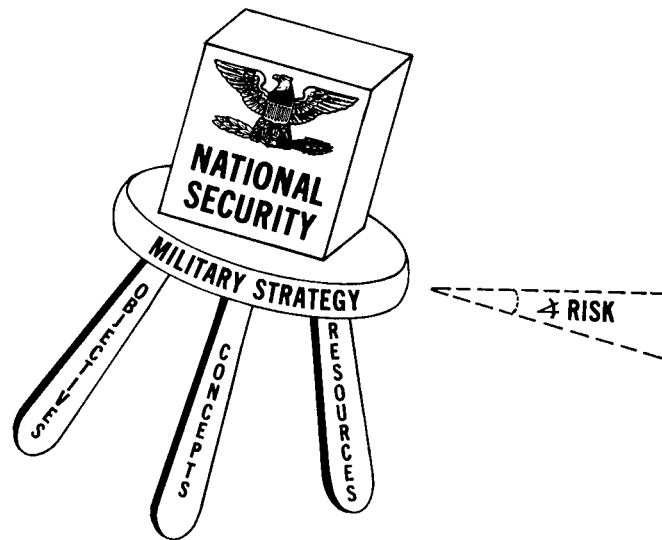 NATIONAL
SECURITY
MILITARY STRATEGY
OBJECTIVES
CONCEPTS
RESOURCES
∡ RISK